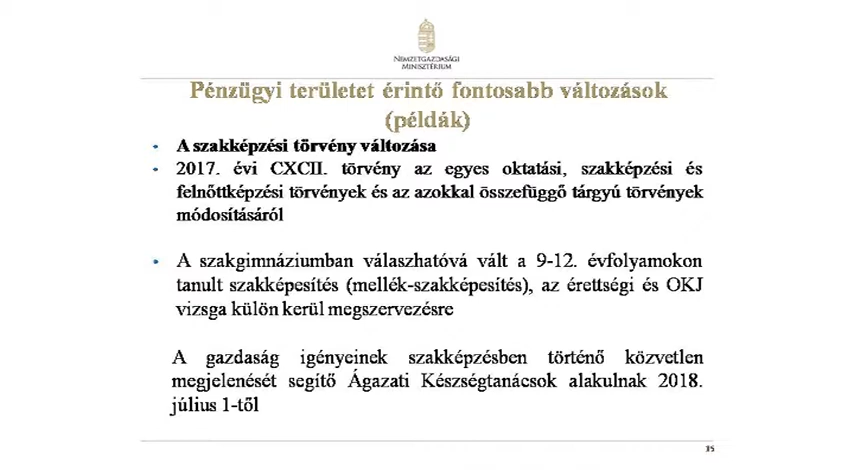 NEMZETGAZDASÁGI
MINISZTÉRIUM
Pénzügyi területet érintő fontosabb változások
(példák)
• A szakképzési törvény változása
• 2017. évi CXCII. törvény az egyes oktatási, szakképzési és
felnőttképzési törvények és az azokkal összefüggő tárgyú törvények
módosításáról
• A szakgimnáziumbanválaszhatóvá vált a 9-12. évfolyamokon
tanult szakképesítés (mellék-szakképesítés), az érettségi és OKJ
vizsga külön kerül megszervezésre
A gazdaság igényeinek szakképzésben történő közvetlen
megjelenését segítő Ágazati Készségtanácsok alakulnak 2018.
július 1-től
35